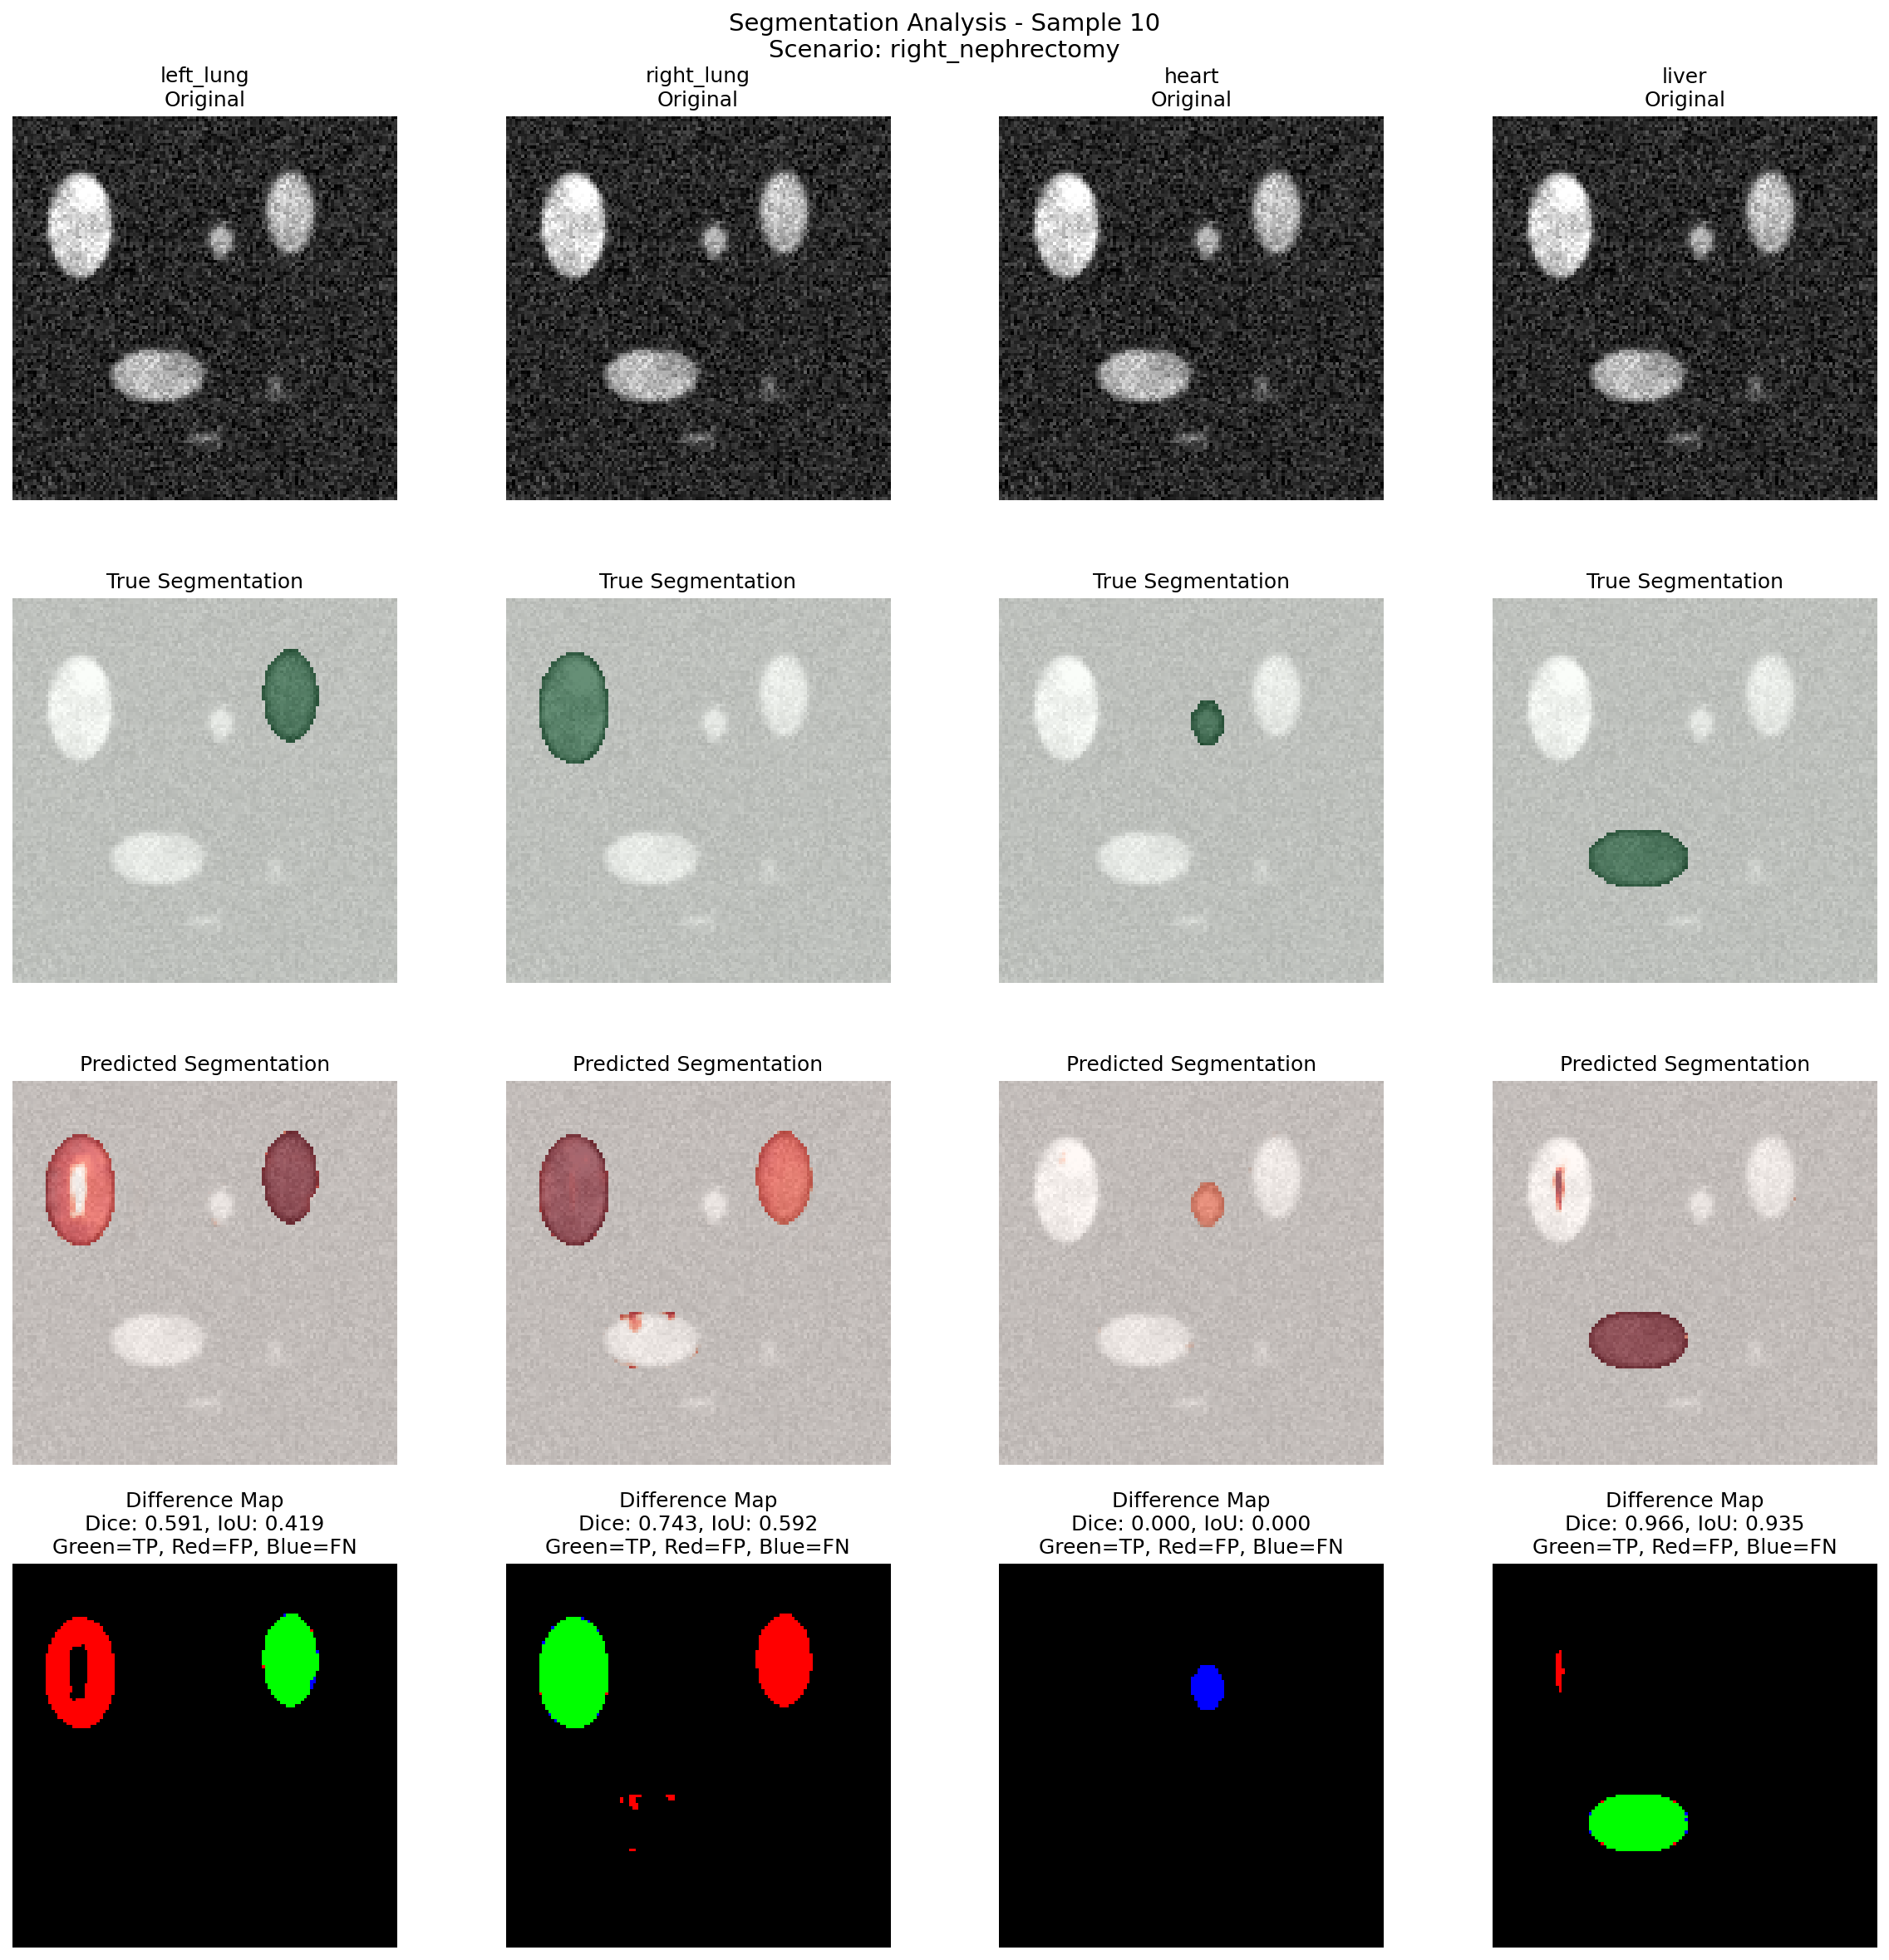 Segmentation Analysis - Sample 10
Scenario: right_nephrectomy
left_lung
Original
right_lung
Original
heart
Original
liver
Original
True Segmentation
True Segmentation
True Segmentation
True Segmentation
Predicted Segmentation
Predicted Segmentation
Predicted Segmentation
Predicted Segmentation
Difference Map
Dice: 0.591, IoU: 0.419
Green=TP, Red=FP, Blue=FN
Difference Map
Dice: 0.743, IoU: 0.592
Green=TP, Red=FP, Blue=FN
Difference Map
Dice: 0.000, IoU: 0.000
Green=TP, Red=FP, Blue=FN
Difference Map
Dice: 0.966, IoU: 0.935
Green=TP, Red=FP, Blue=FN